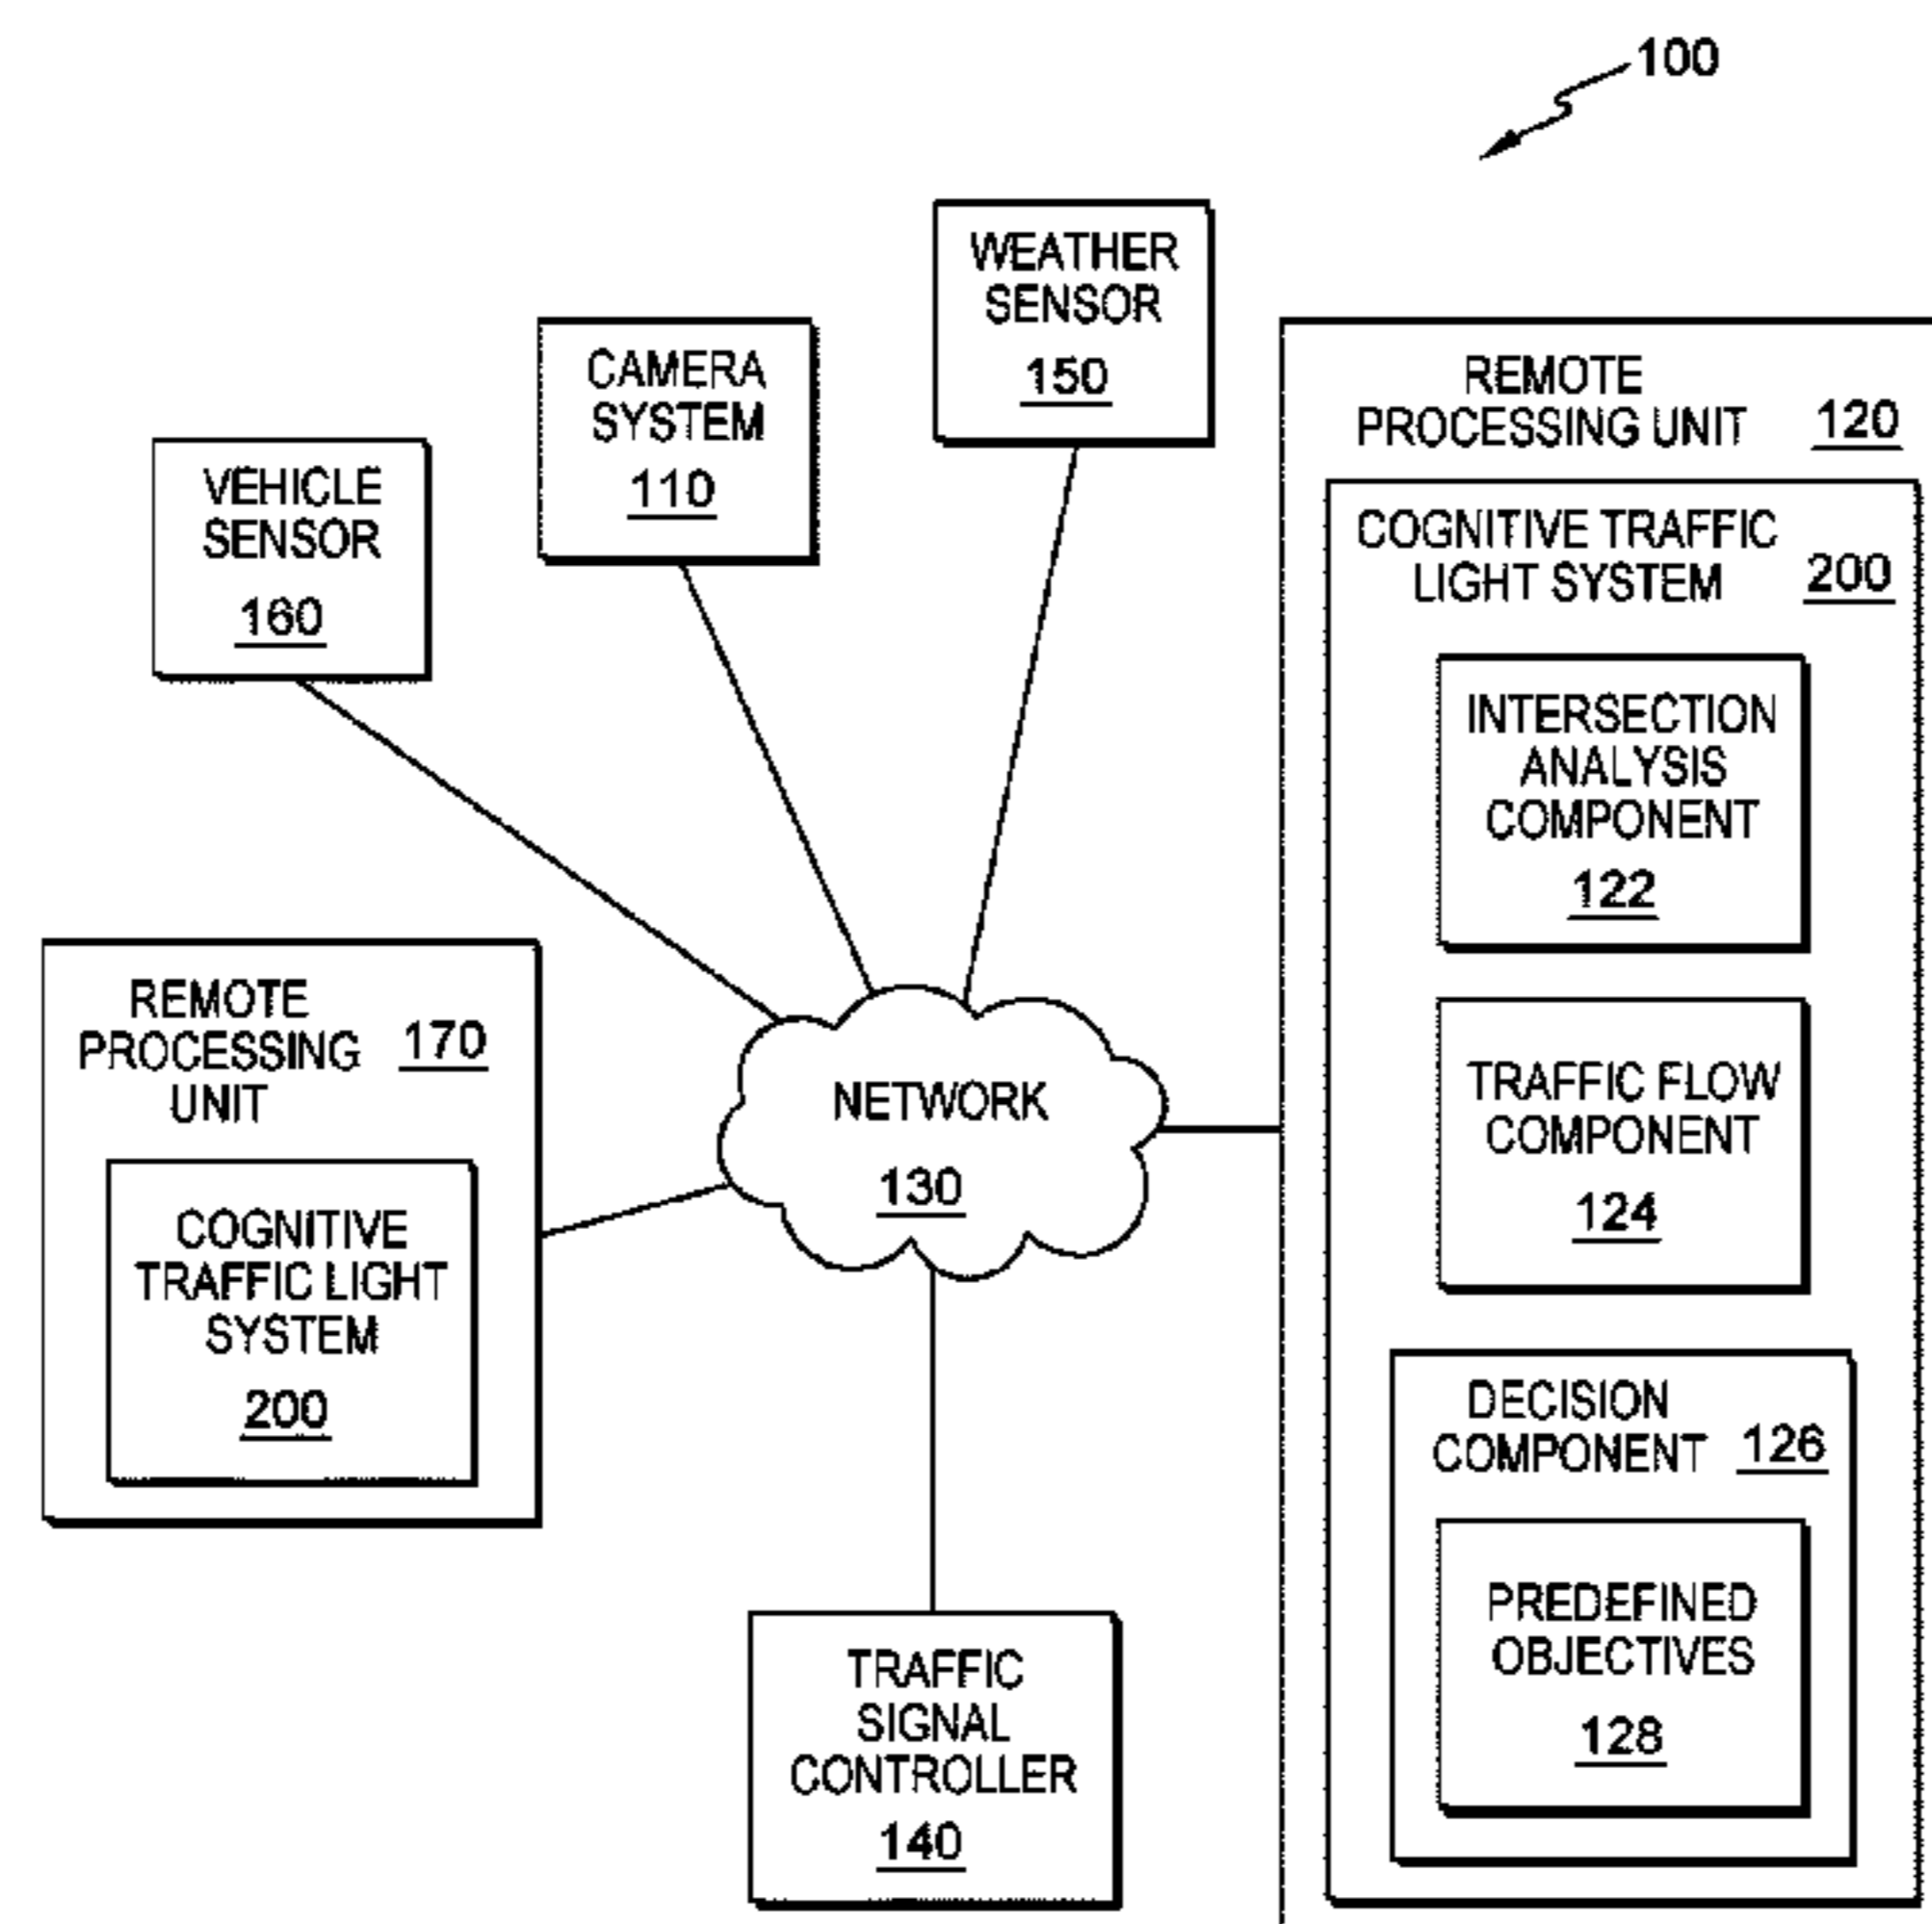 100
WEATHER
SENSOR
150
CAMERA
SYSTEM
110
VEHICLE
SENSOR
160
REMOTE
PROCESSING UNIT 120
COGNITIVE TRAFFIC
LIGHT SYSTEM 200
INTERSECTION
ANALYSIS
COMPONENT
122
TRAFFIC FLOW
COMPONENT
124
DECISION
COMPONENT 126
PREDEFINED
OBJECTIVES
128
REMOTE
PROCESSING 170
UNIT
COGNITIVE
TRAFFIC LIGHT
SYSTEM
200
NETWORK
130
TRAFFIC
SIGNAL
CONTROLLER
140